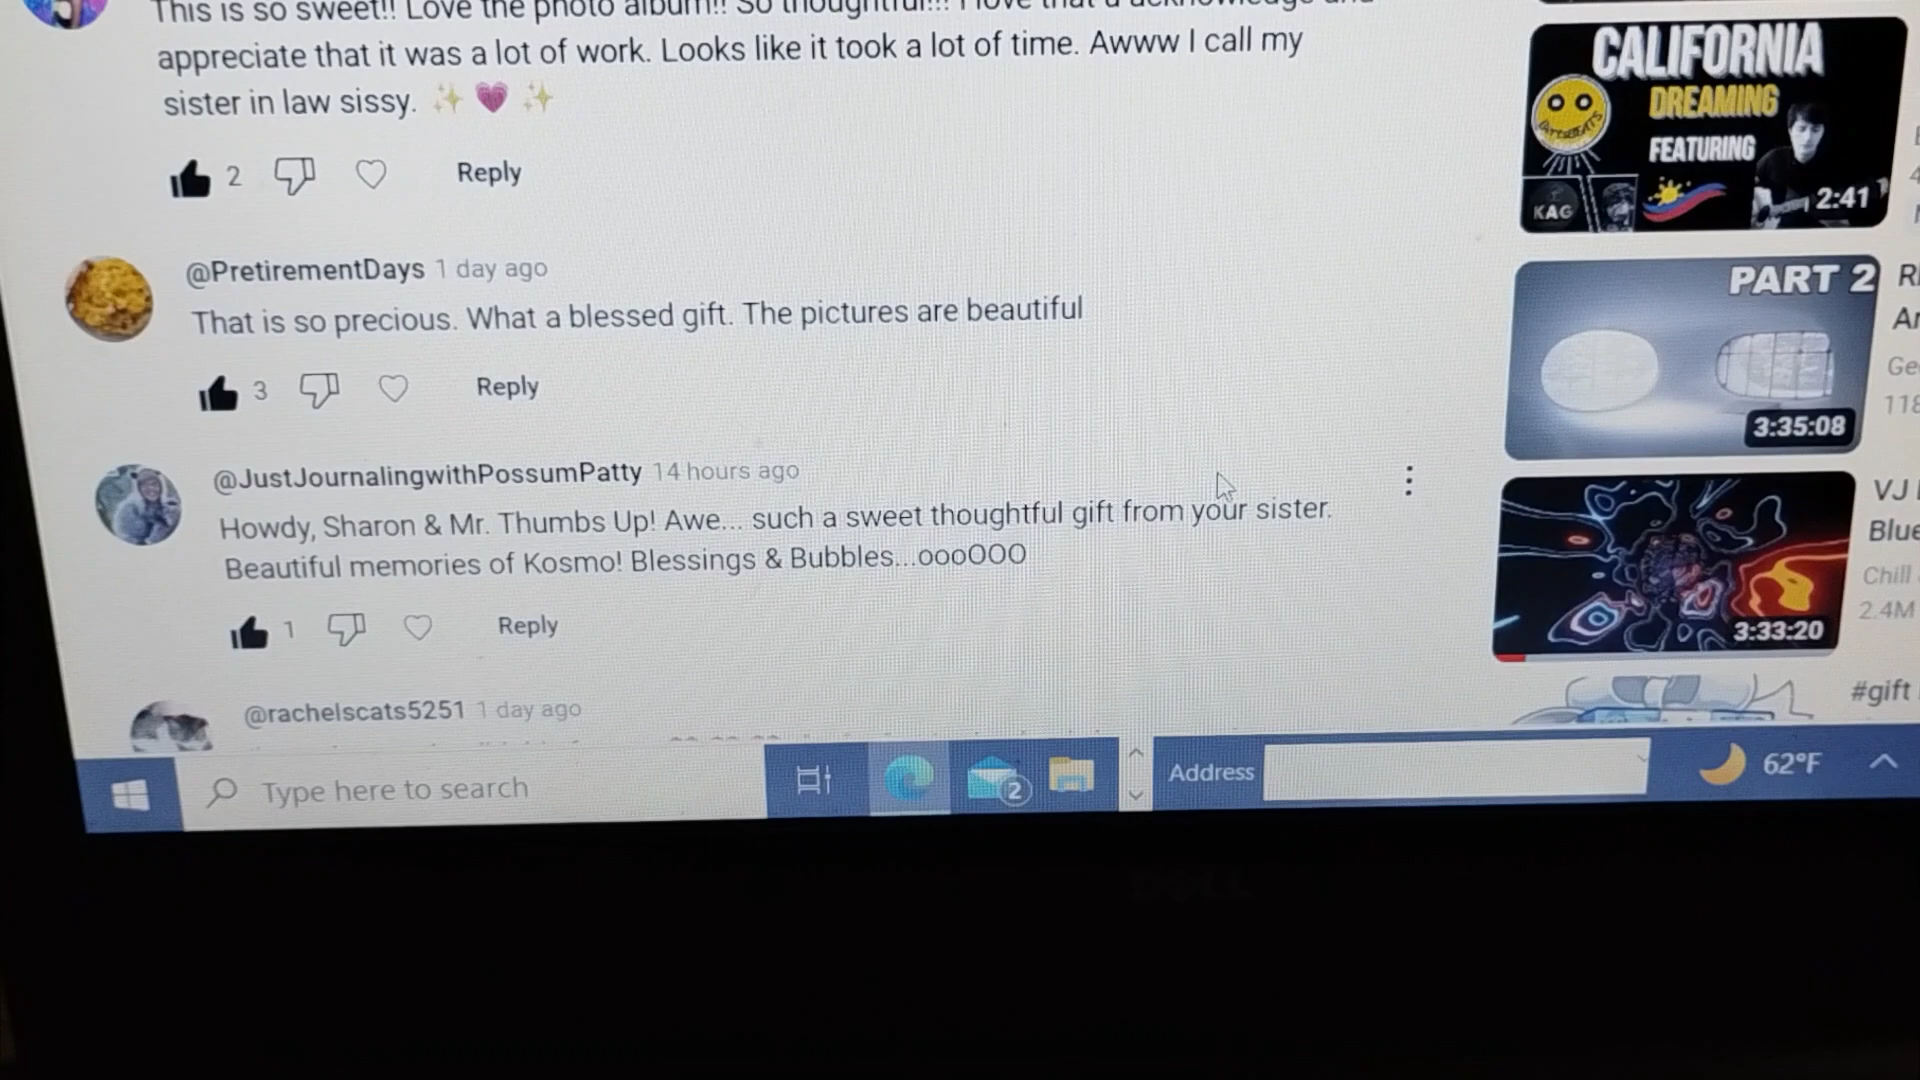 This is so sweet!! Love the photo album!! So thoughtful!!! I love that u acknowledge and
appreciate that it was a lot of work. Looks like it took a lot of time. Awww I call my
sister in law sissy. ✨ 💗 ✨
2 Reply
@PretirementDays 1 day ago
That is so precious. What a blessed gift. The pictures are beautiful
3 Reply
@JustJournalingwithPossumPatty 14 hours ago
Howdy, Sharon & Mr. Thumbs Up! Awe... such a sweet thoughtful gift from your sister.
Beautiful memories of Kosmo! Blessings & Bubbles...oooOOO
1 Reply
@rachelscats5251 1 day ago
CALIFORNIA
DREAMING
FEATURING
KAG
2:41
PART 2
3:35:08
Ge
118
3:33:20
VJ
Blue
Chill
2.4M
#gift
Type here to search
2
Address
62°F
DELL